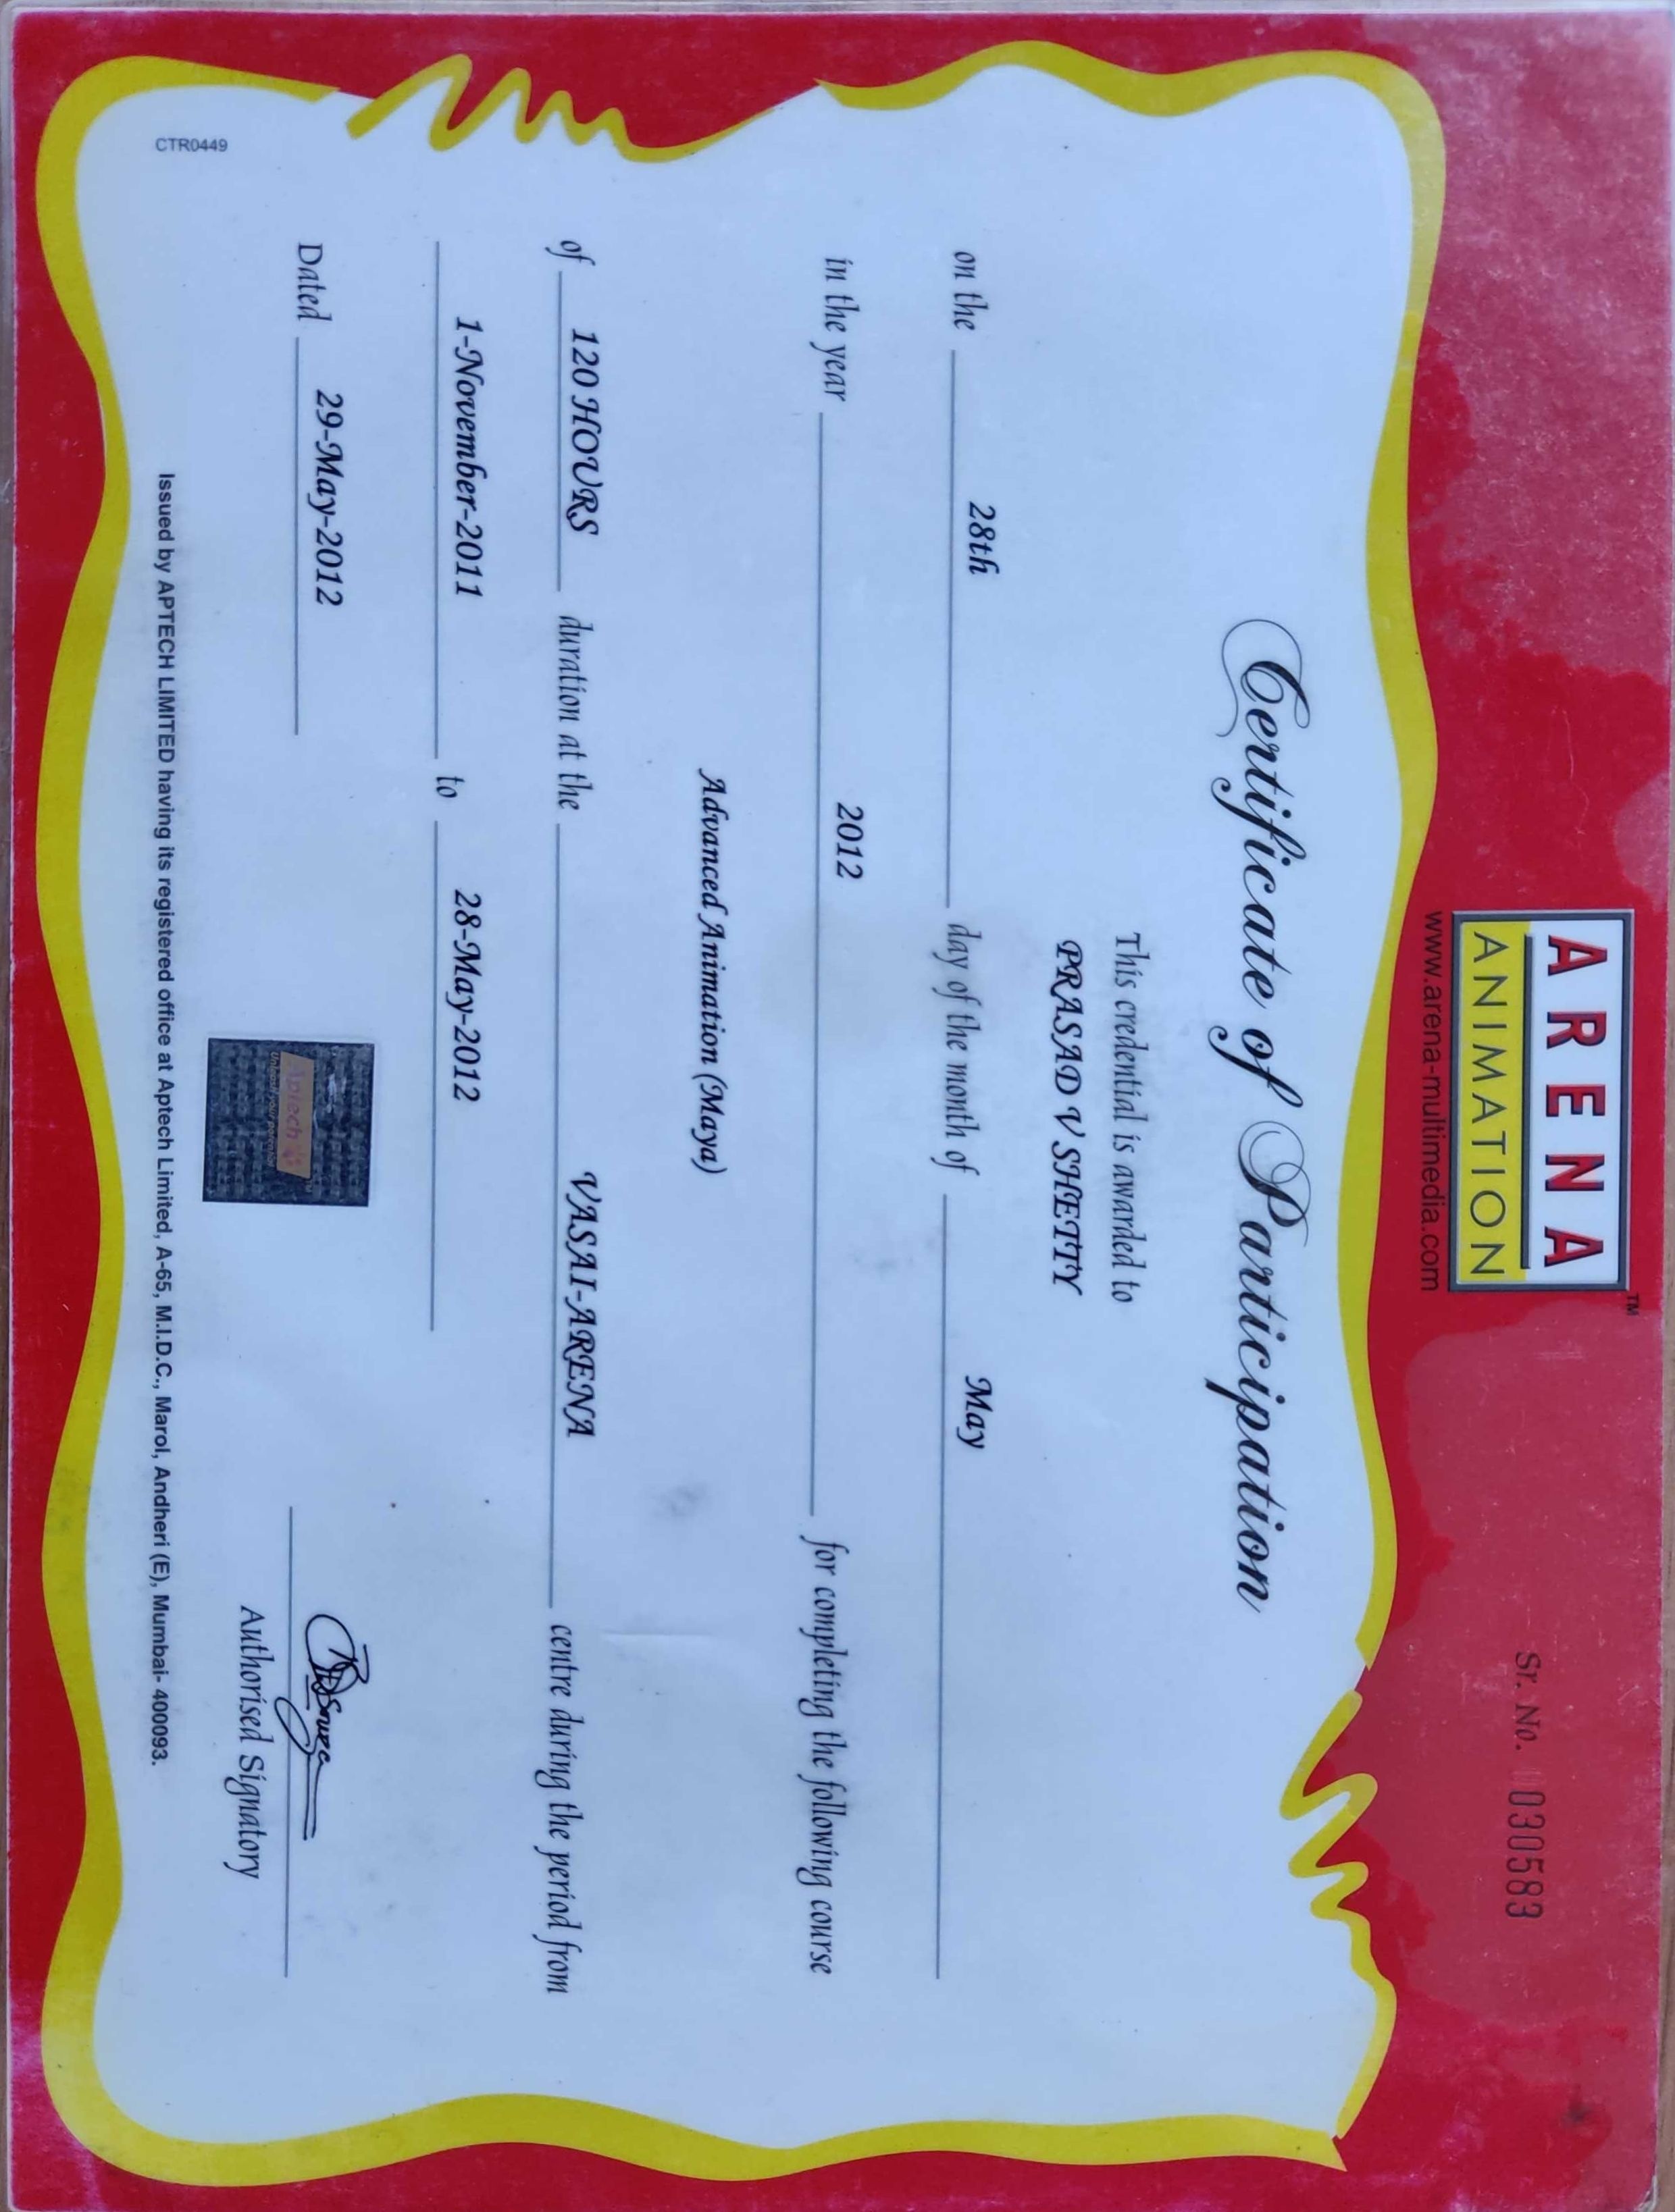 ARENA TM
ANIMATION
www.arena-multimedia.com
Sr. No. 030583
Certificate of Participation
This credential is awarded to
PRASAD V SHETTY
on the 28th day of the month of May
in the year 2012 for completing the following course
Advanced Animation (Maya)
of 120 HOURS duration at the VASAI-ARENA centre during the period from
1-November-2011 to 28-May-2012
Dated 29-May-2012
Aptech TM
Unleash your potential
DSouza
Authorised Signatory
CTR0449
Issued by APTECH LIMITED having its registered office at Aptech Limited, A-65, M.I.D.C., Marol, Andheri (E), Mumbai- 400093.